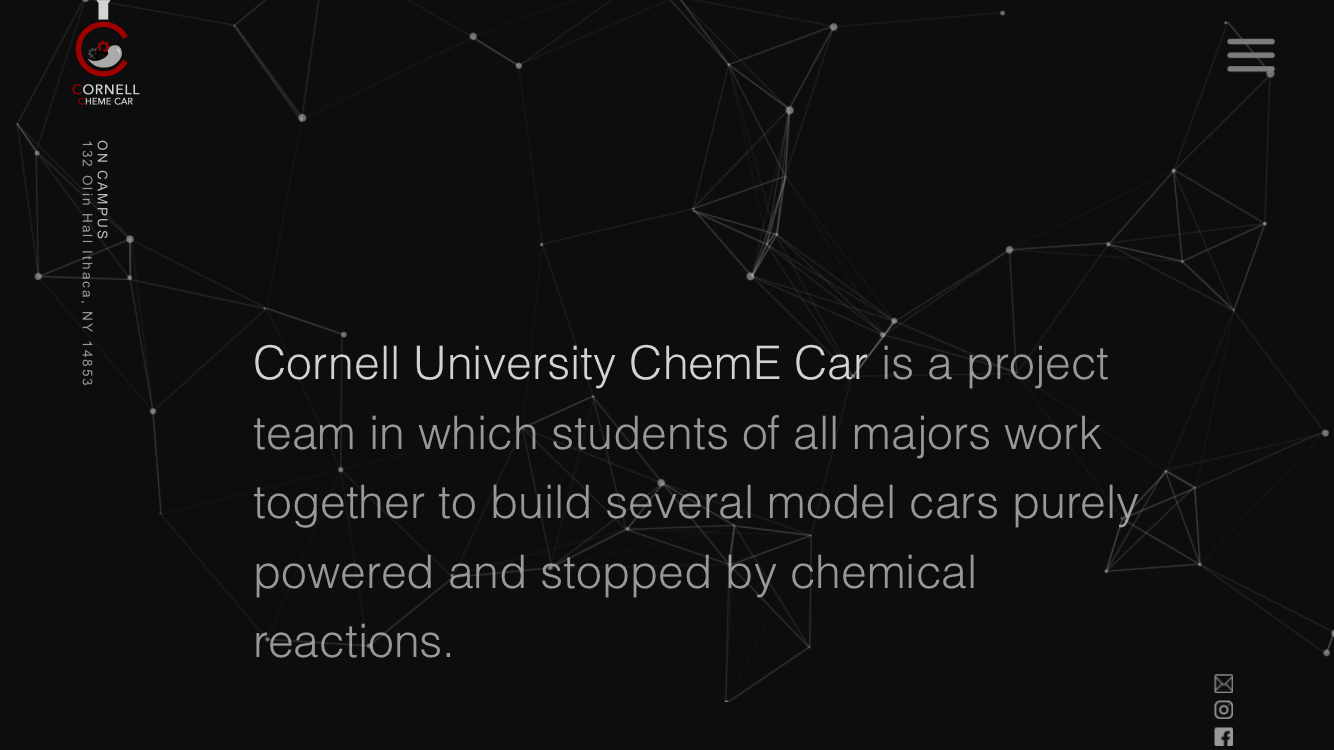 CORNELL
CHEME CAR
ON CAMPUS
132 Olin Hall Ithaca, NY 14853
Cornell University ChemE Car is a project
team in which students of all majors work
together to build several model cars purely
powered and stopped by chemical
reactions.